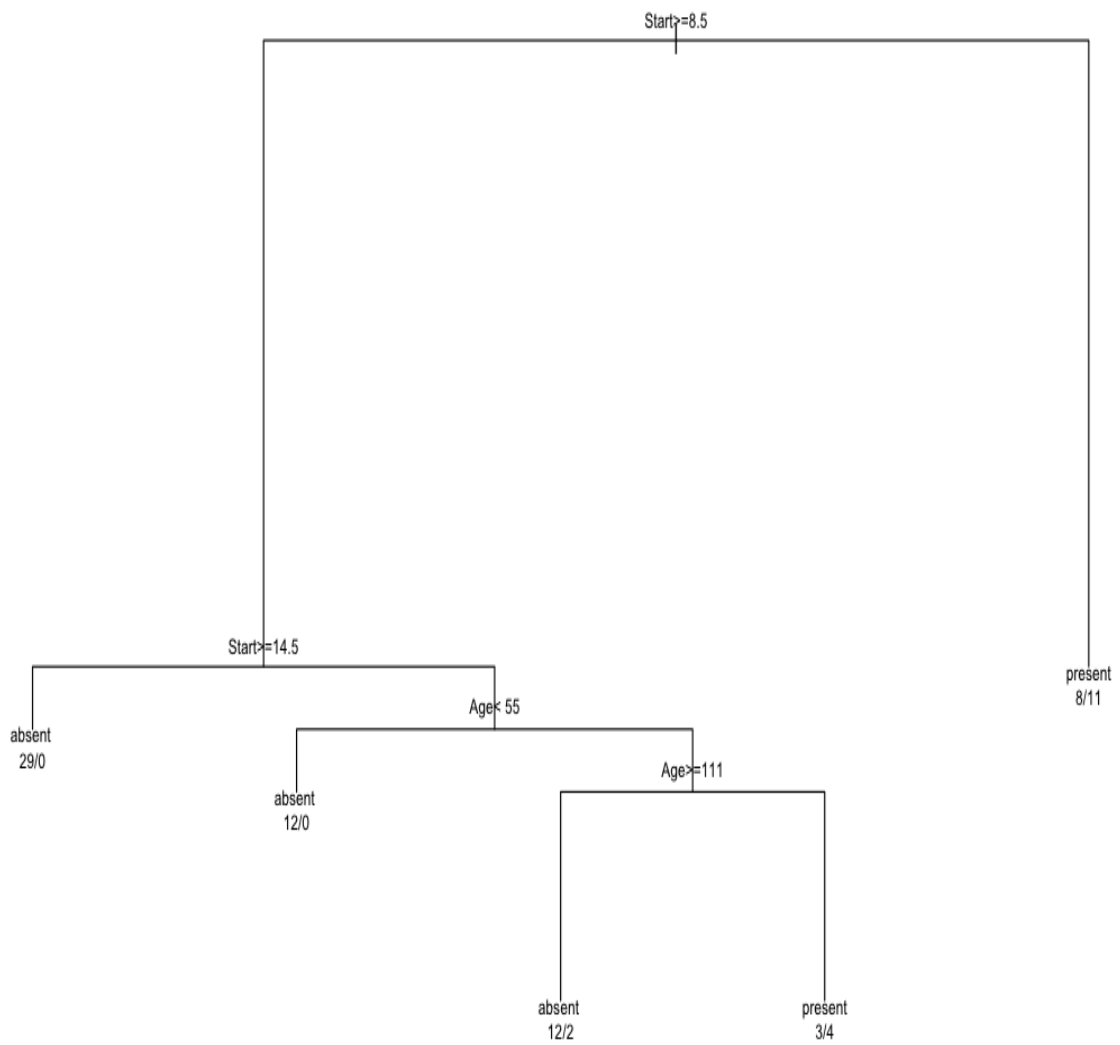 Start>=8.5
Start>=14.5
present
8/11
Age< 55
absent
29/0
Age>=111
absent
12/0
absent
12/2
present
3/4